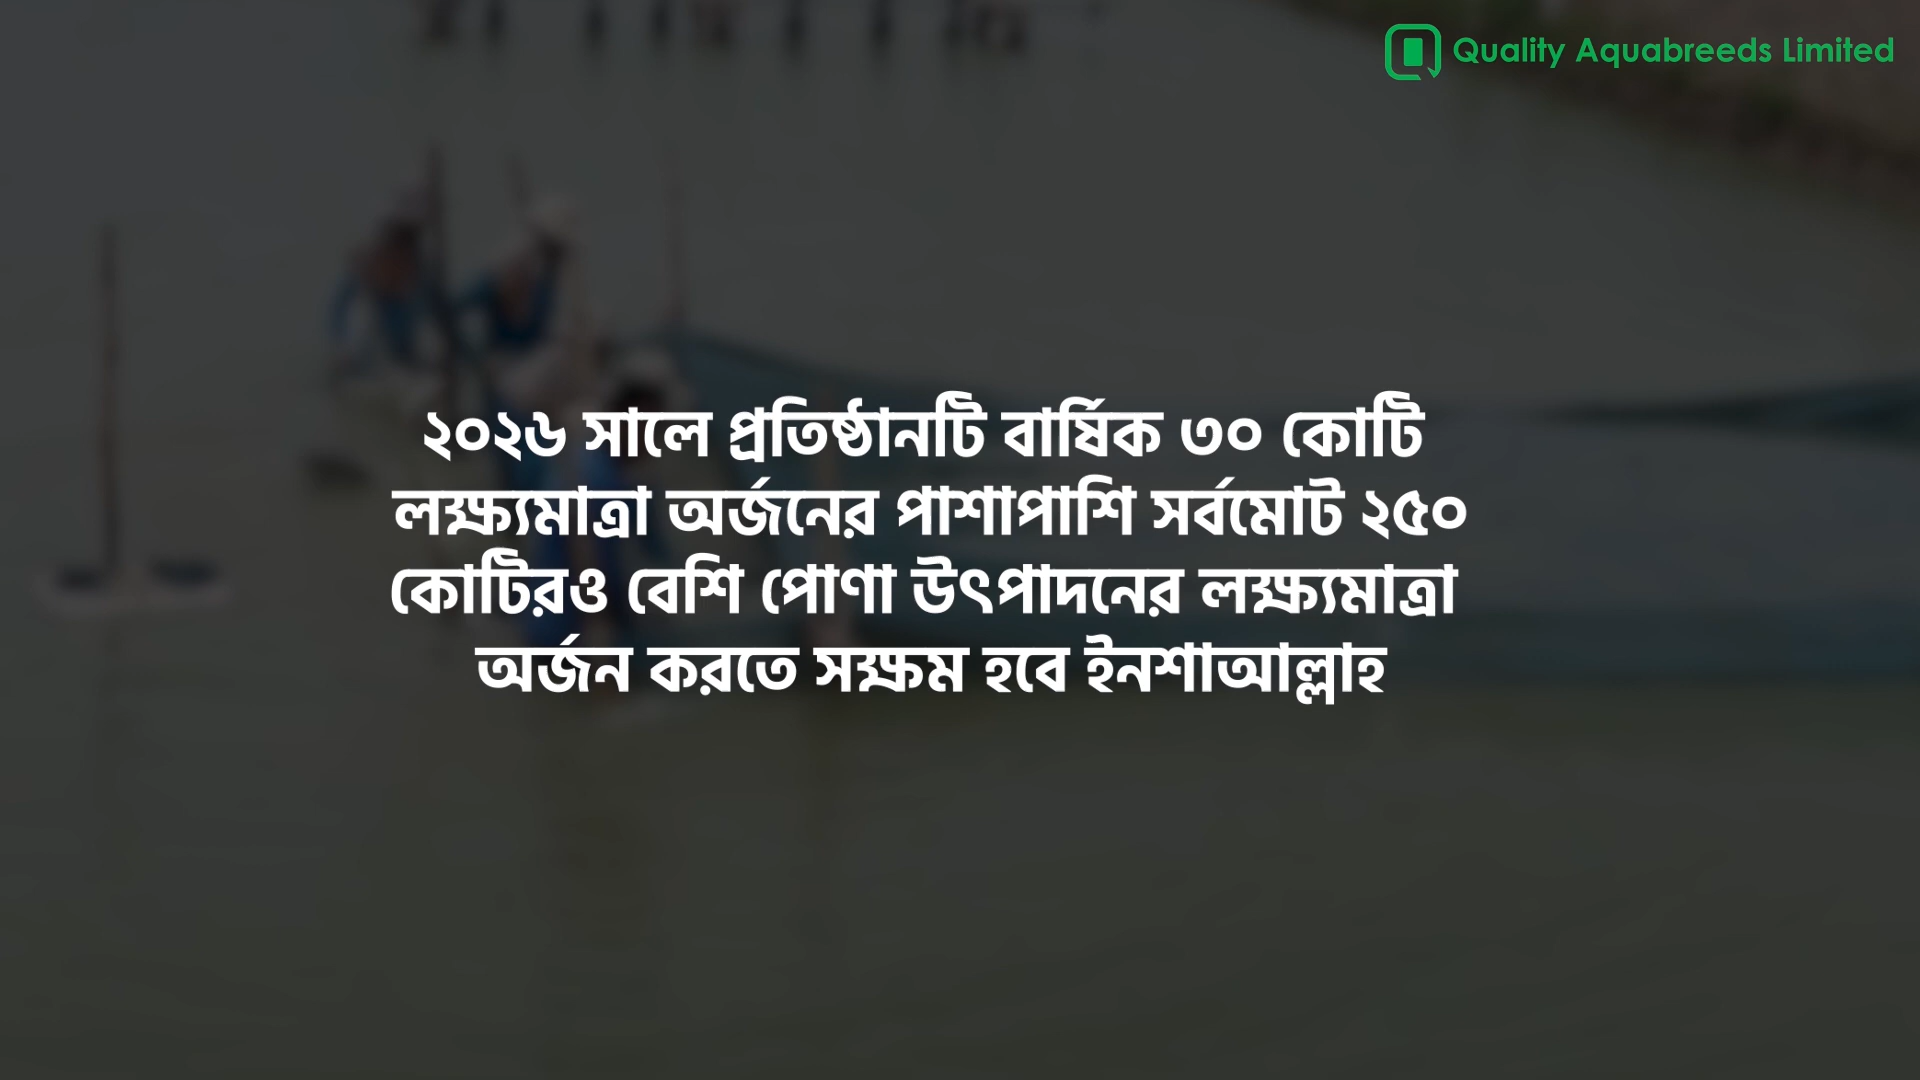 Quality Aquabreeds Limited
২০২৬ সালে প্রতিষ্ঠানটি বার্ষিক ৩০ কোটি
লক্ষ্যমাত্রা অর্জনের পাশাপাশি সর্বমোট ২৫০
কোটিরও বেশি পোণা উৎপাদনের লক্ষ্যমাত্রা
অর্জন করতে সক্ষম হবে ইনশাআল্লাহ